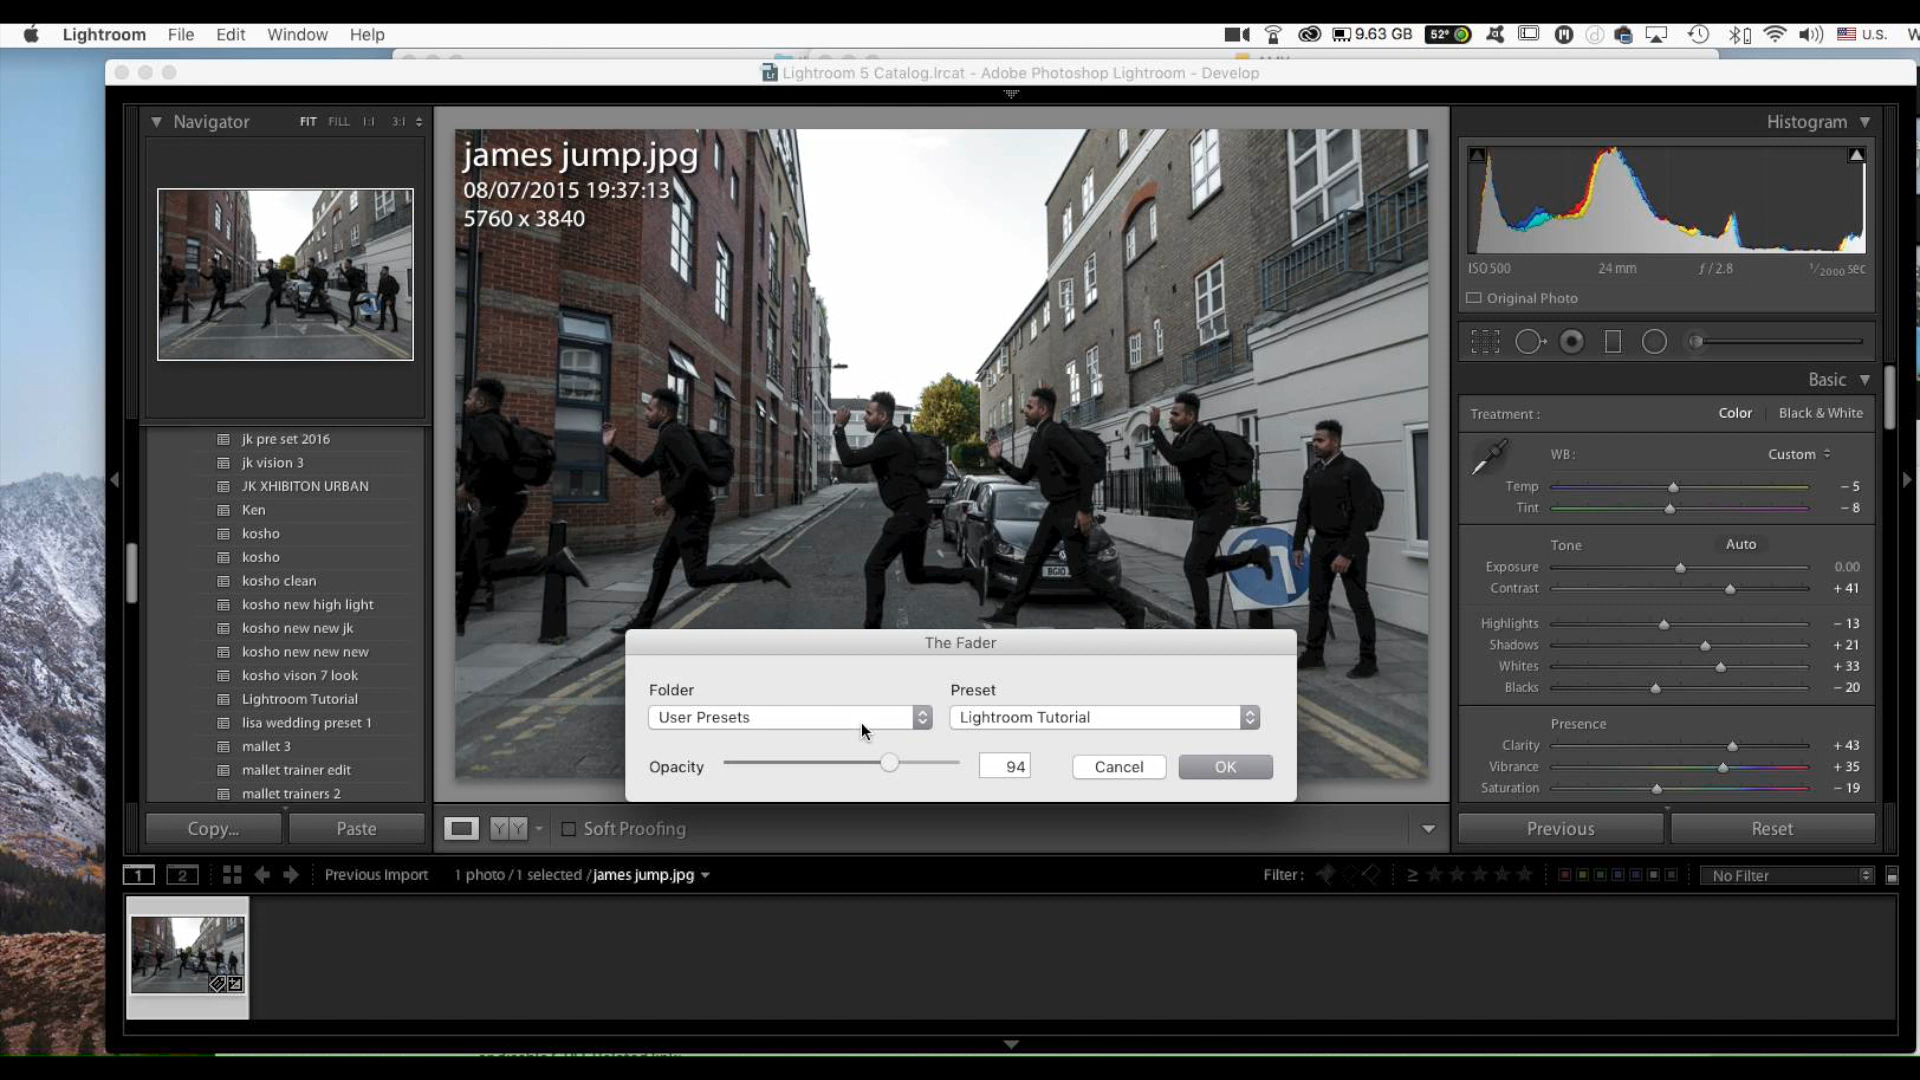 Lightroom File Edit Window Help
9.63 GB 52° U.S.
Lightroom 5 Catalog.lrcat - Adobe Photoshop Lightroom - Develop
Navigator FIT FILL 1:1 3:1
james jump.jpg
08/07/2015 19:37:13
5760 x 3840
Histogram
ISO 500 24 mm ƒ / 2.8 1/2000 sec
Original Photo
Basic
Treatment : Color Black & White
WB: Custom
Temp – 5
Tint – 8
Tone Auto
Exposure 0.00
Contrast + 41
Highlights – 13
Shadows + 21
Whites + 33
Blacks – 20
Presence
Clarity + 43
Vibrance + 35
Saturation – 19
jk pre set 2016
jk vision 3
JK XHIBITON URBAN
Ken
kosho
kosho
kosho clean
kosho new high light
kosho new new jk
kosho new new new
kosho vison 7 look
Lightroom Tutorial
lisa wedding preset 1
mallet 3
mallet trainer edit
mallet trainers 2
The Fader
Folder Preset
User Presets Lightroom Tutorial
Opacity 94 Cancel OK
Copy... Paste
Y Y Soft Proofing
Previous Reset
1 2 Previous Import 1 photo / 1 selected / james jump.jpg Filter : ≥ No Filter